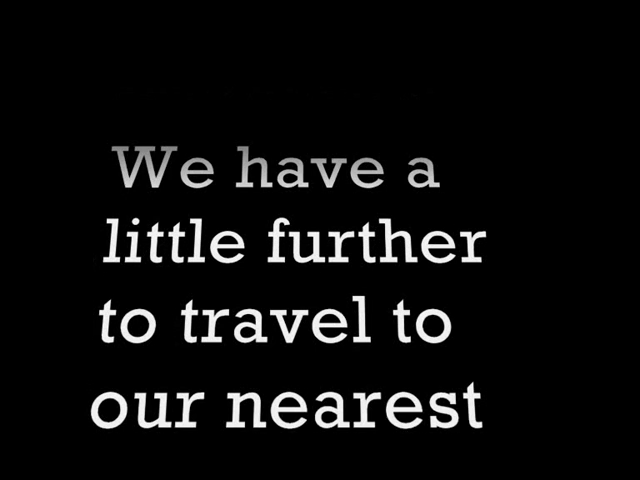 We have a
little further
to travel to
our nearest